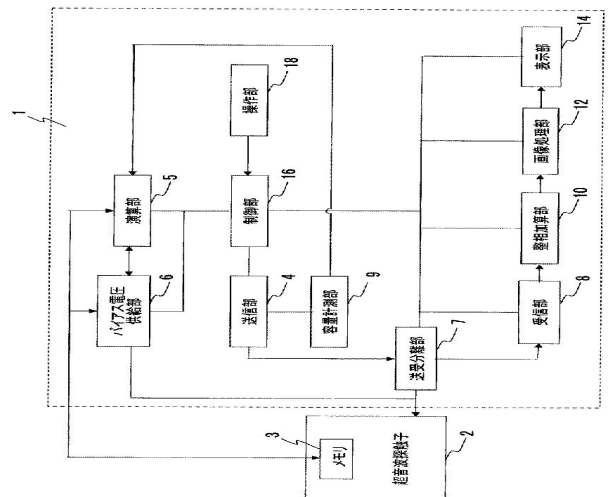 1
演算部
5
バイアス電圧
供給部
6
操作部
18
制御部
16
送信部
4
容量計測部
9
送受分離部
7
受信部
8
整相加算部
10
画像処理部
12
表示部
14
メモリ
3
超音波探触子
2